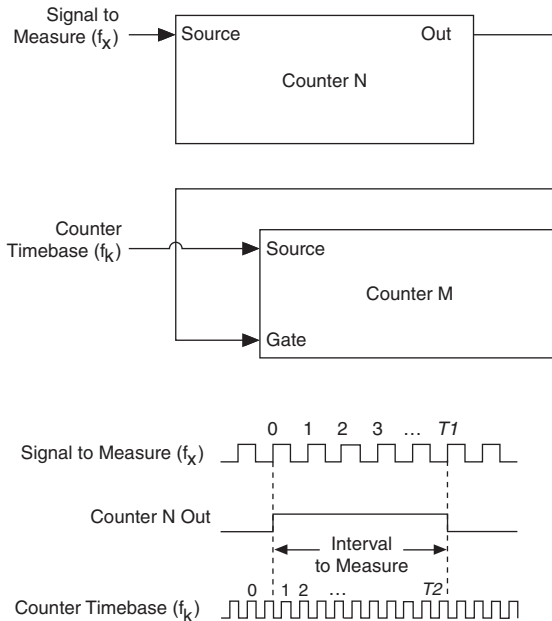 Signal to
Measure (fx)
Source
Out
Counter N
Counter
Timebase (fk)
Source
Counter M
Gate
0 1 2 3 … T1
Signal to Measure (fx)
Counter N Out
Interval
to Measure
0 1 2 … T2
Counter Timebase (fk)